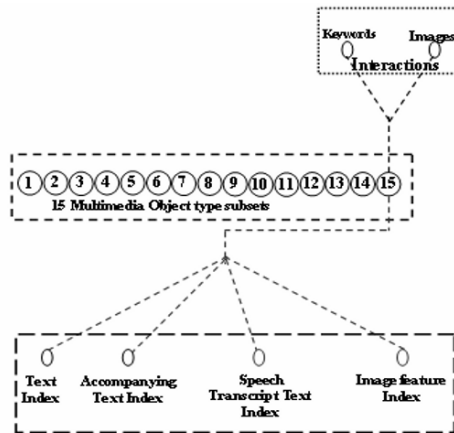 Keywords Images
Interactions
1 2 3 4 5 6 7 8 9 10 11 12 13 14 15
15 Multimedia Object type subsets
Text Index
Accompanying Text Index
Speech Transcript Text Index
Image feature Index